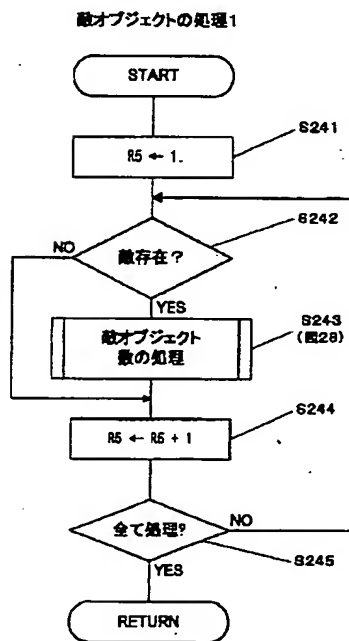 敵オブジェクトの処理1
START
S241
R5 ← 1.
S242
NO
敵存在?
YES
S243
(図28)
敵オブジェクト
数の処理
S244
R5 ← R5 + 1
全て処理?
NO
S245
YES
RETURN